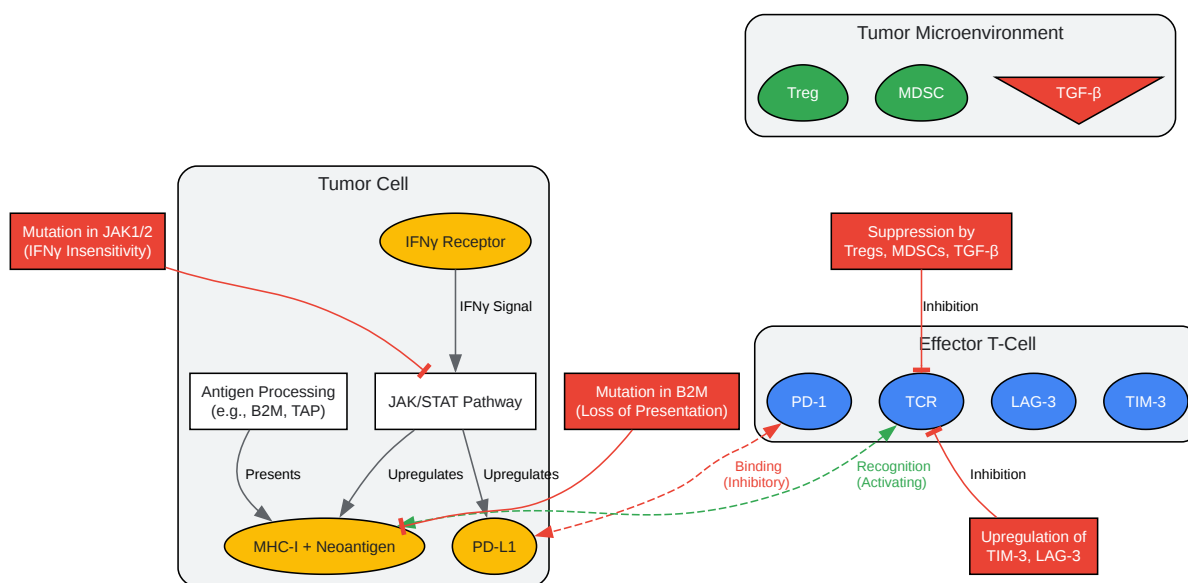 Tumor Microenvironment
Treg
MDSC
TGF-β
Tumor Cell
Mutation in JAK1/2
(IFNγ Insensitivity)
IFNγ Receptor
Suppression by
Tregs, MDSCs, TGF-β
IFNγ Signal
Inhibition
Effector T-Cell
Antigen Processing
(e.g., B2M, TAP)
JAK/STAT Pathway
Mutation in B2M
(Loss of Presentation)
PD-1
TCR
LAG-3
TIM-3
Presents
Upregulates
Upregulates
Binding
(Inhibitory)
Recognition
(Activating)
Inhibition
MHC-I + Neoantigen
PD-L1
Upregulation of
TIM-3, LAG-3